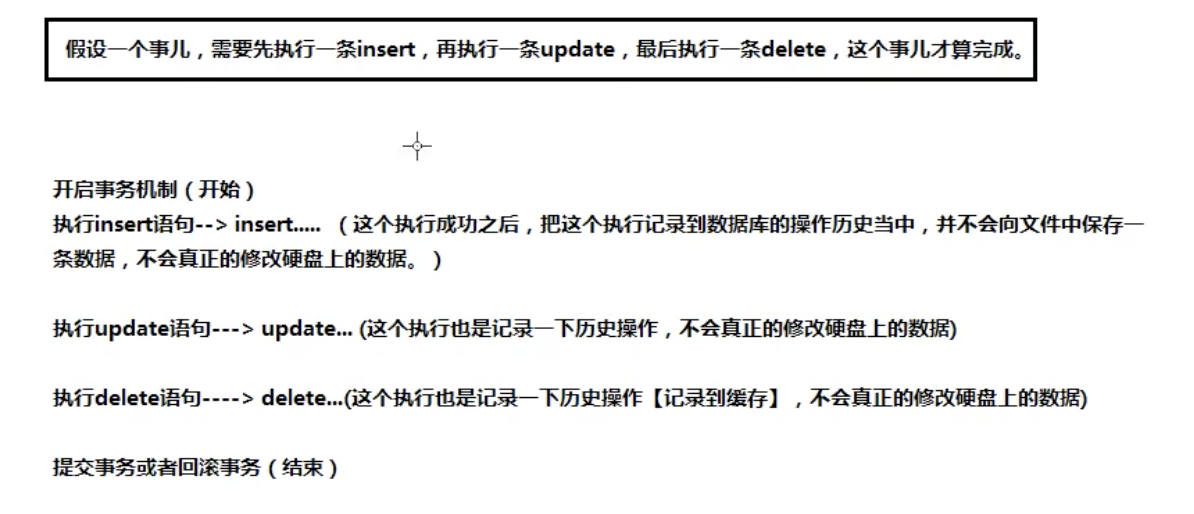 假设一个事儿，需要先执行一条insert，再执行一条update，最后执行一条delete，这个事儿才算完成。
开启事务机制（开始）
执行insert语句--> insert..... （这个执行成功之后，把这个执行记录到数据库的操作历史当中，并不会向文件中保存一
条数据，不会真正的修改硬盘上的数据。）
执行update语句---> update... (这个执行也是记录一下历史操作，不会真正的修改硬盘上的数据)
执行delete语句----> delete...(这个执行也是记录一下历史操作【记录到缓存】，不会真正的修改硬盘上的数据)
提交事务或者回滚事务（结束）